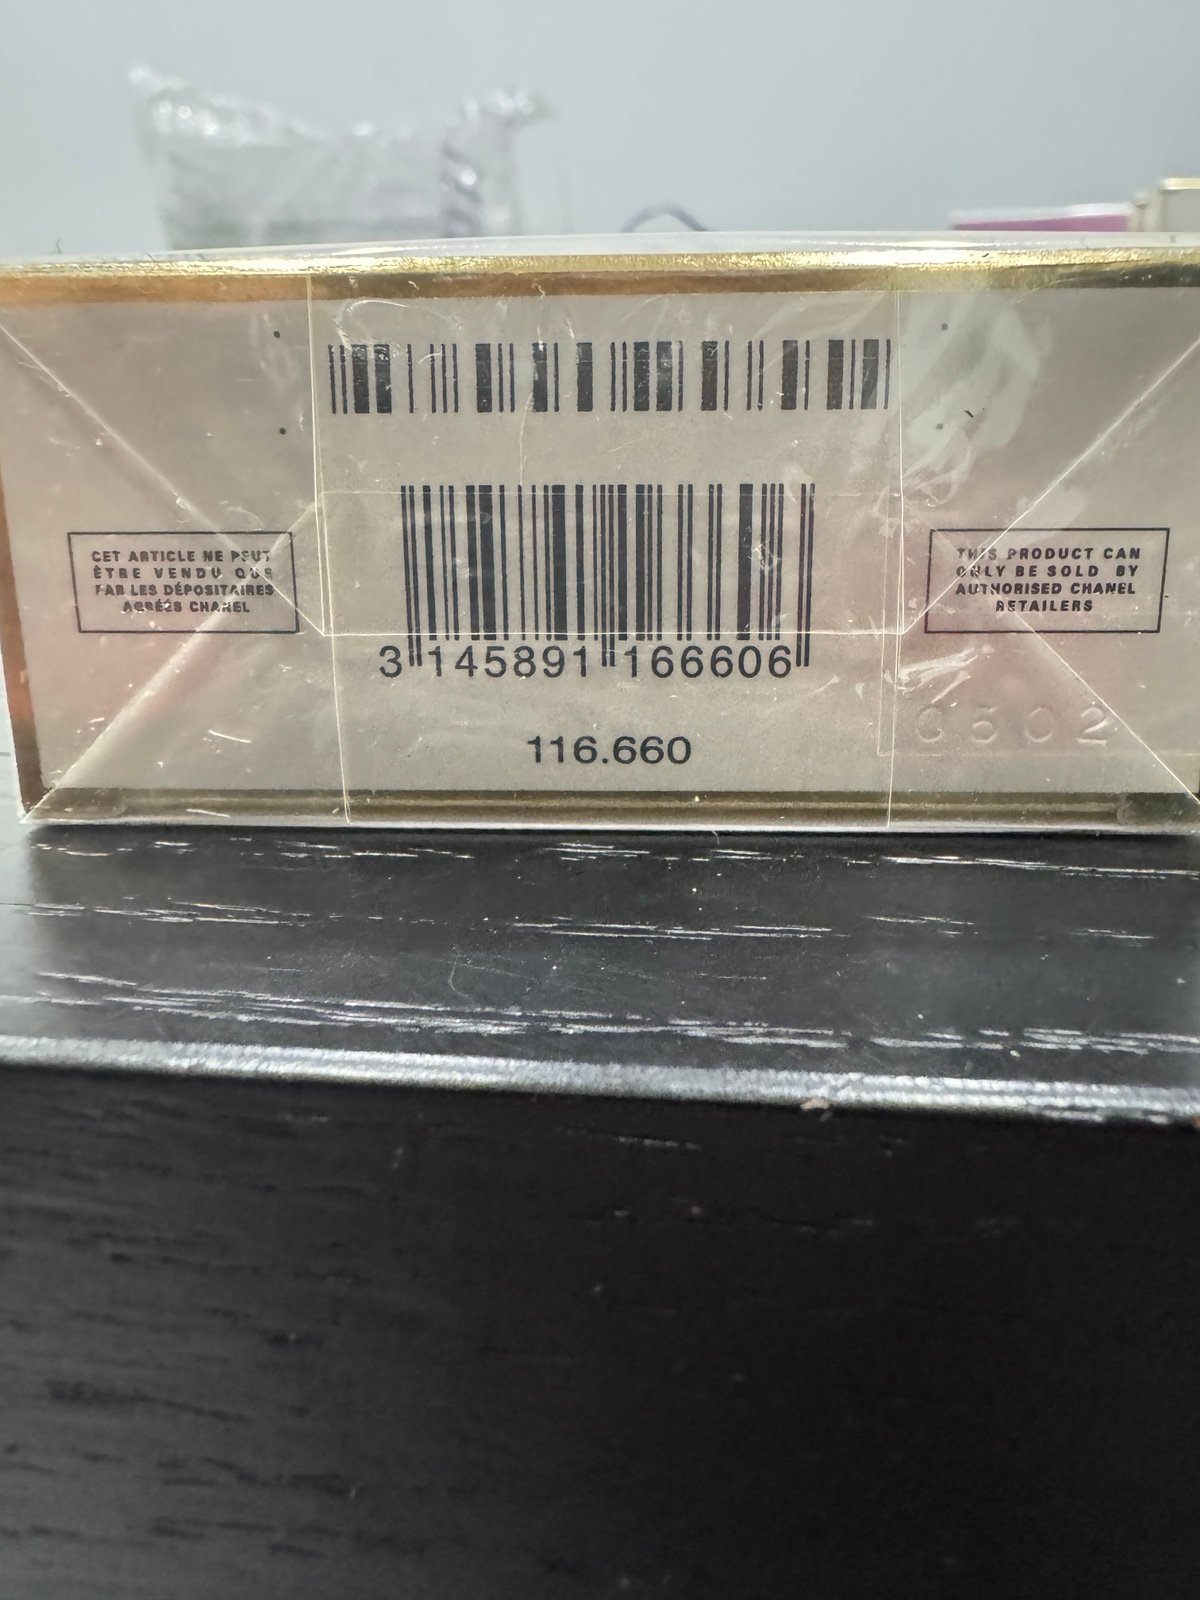 CET ARTICLE NE PEUT
ÊTRE VENDU QUE
PAR LES DÉPOSITAIRES
AGRÉÉS CHANEL
3 145891 166606
116.660
THIS PRODUCT CAN
ONLY BE SOLD BY
AUTHORISED CHANEL
RETAILERS
6502